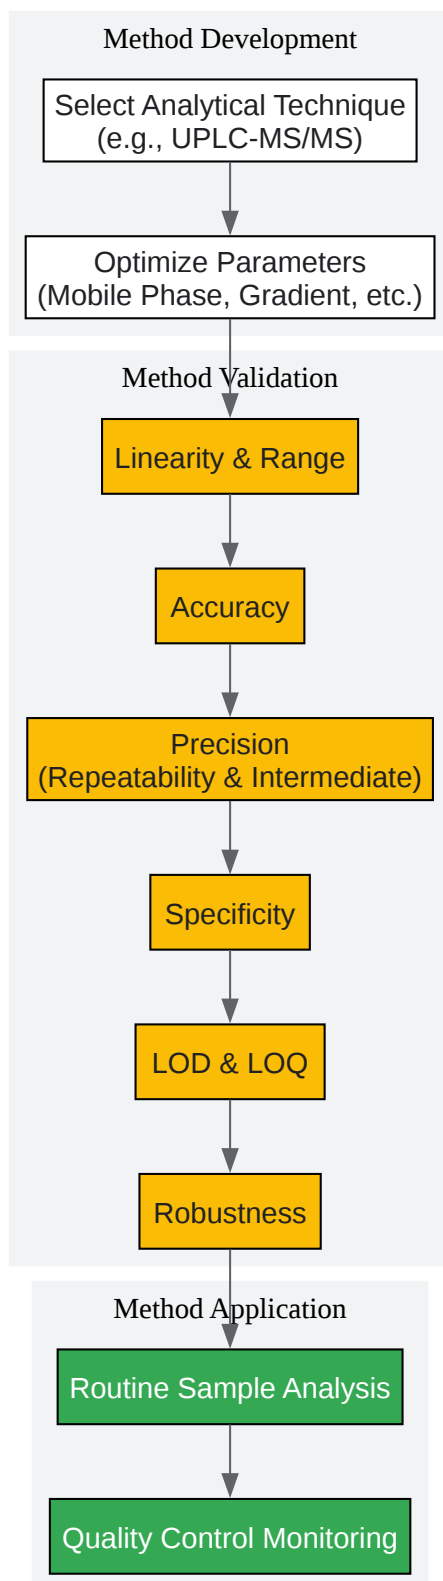 Method Development
Select Analytical Technique
(e.g., UPLC-MS/MS)
Optimize Parameters
(Mobile Phase, Gradient, etc.)
Method Validation
Linearity & Range
Accuracy
Precision
(Repeatability & Intermediate)
Specificity
LOD & LOQ
Robustness
Method Application
Routine Sample Analysis
Quality Control Monitoring